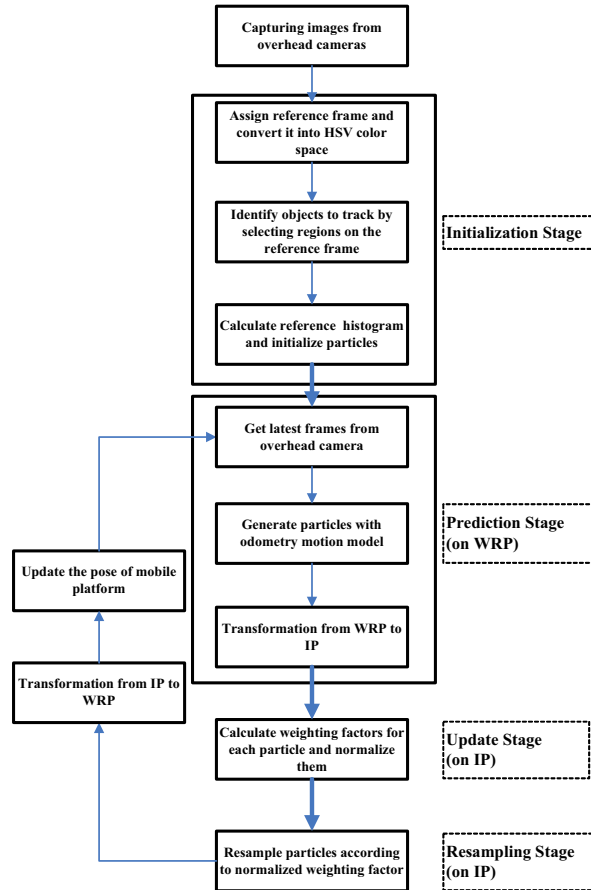 Capturing images from
overhead cameras
Assign reference frame and
convert it into HSV color
space
Identify objects to track by
selecting regions on the
reference frame
Initialization Stage
Calculate reference histogram
and initialize particles
Get latest frames from
overhead camera
Generate particles with
odometry motion model
Prediction Stage
(on WRP)
Update the pose of mobile
platform
Transformation from WRP to
IP
Transformation from IP to
WRP
Calculate weighting factors for
each particle and normalize
them
Update Stage
(on IP)
Resample particles according
to normalized weighting factor
Resampling Stage
(on IP)